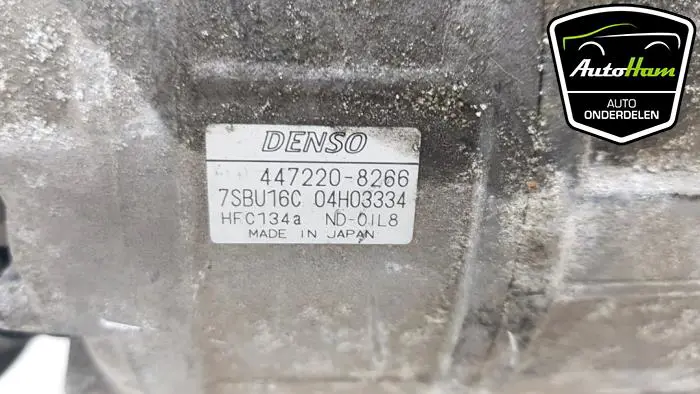 DENSO
447220-8266
7SBU16C 04H03334
HFC134a ND-OIL8
MADE IN JAPAN
AutoHam
AUTO
ONDERDELEN